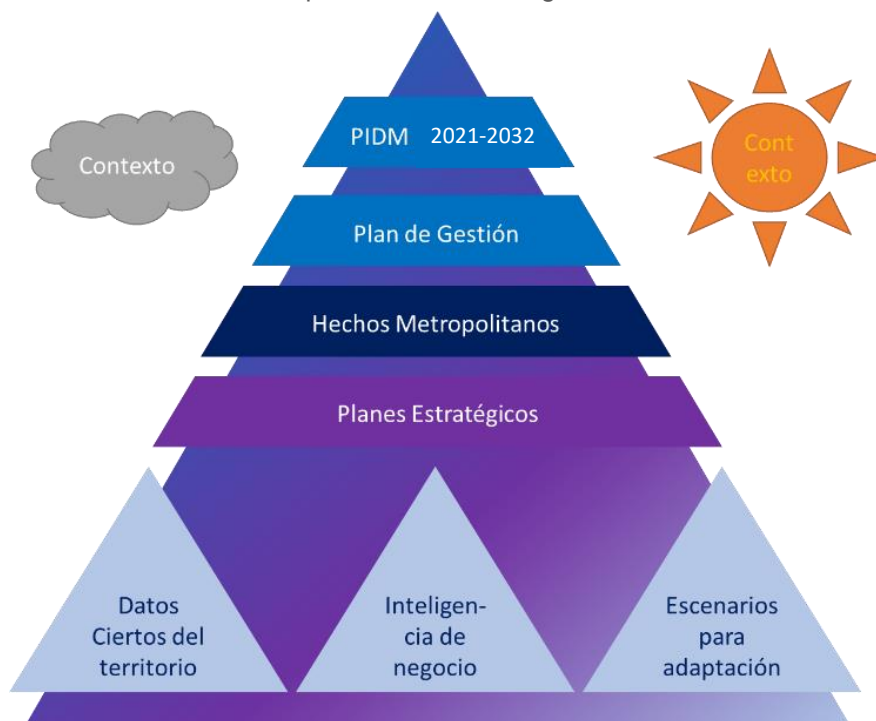 PIDM 2021-2032
Contexto
Cont
exto
Plan de Gestión
Hechos Metropolitanos
Planes Estratégicos
Datos
Ciertos del
territorio
Inteligen-
cia de
negocio
Escenarios
para
adaptación